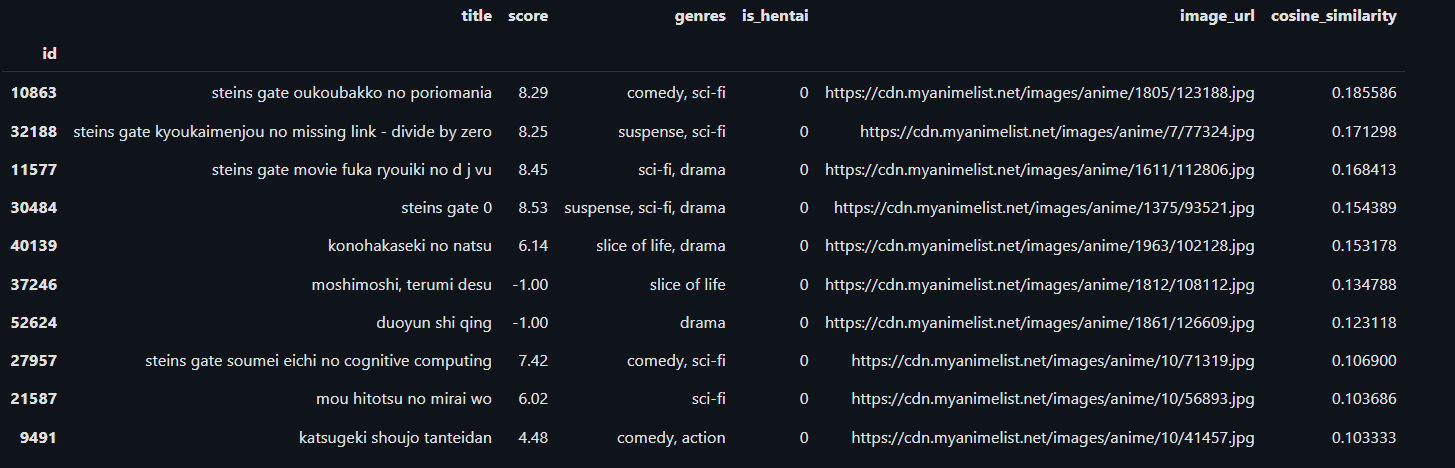 title score genres is_hentai image_url cosine_similarity
id
10863 steins gate oukoubakko no poriomania 8.29 comedy, sci-fi 0 https://cdn.myanimelist.net/images/anime/1805/123188.jpg 0.185586
32188 steins gate kyoukaimenjou no missing link - divide by zero 8.25 suspense, sci-fi 0 https://cdn.myanimelist.net/images/anime/7/77324.jpg 0.171298
11577 steins gate movie fuka ryouiki no d j vu 8.45 sci-fi, drama 0 https://cdn.myanimelist.net/images/anime/1611/112806.jpg 0.168413
30484 steins gate 0 8.53 suspense, sci-fi, drama 0 https://cdn.myanimelist.net/images/anime/1375/93521.jpg 0.154389
40139 konohakaseki no natsu 6.14 slice of life, drama 0 https://cdn.myanimelist.net/images/anime/1963/102128.jpg 0.153178
37246 moshimoshi, terumi desu -1.00 slice of life 0 https://cdn.myanimelist.net/images/anime/1812/108112.jpg 0.134788
52624 duoyun shi qing -1.00 drama 0 https://cdn.myanimelist.net/images/anime/1861/126609.jpg 0.123118
27957 steins gate soumei eichi no cognitive computing 7.42 comedy, sci-fi 0 https://cdn.myanimelist.net/images/anime/10/71319.jpg 0.106900
21587 mou hitotsu no mirai wo 6.02 sci-fi 0 https://cdn.myanimelist.net/images/anime/10/56893.jpg 0.103686
9491 katsugeki shoujo tanteidan 4.48 comedy, action 0 https://cdn.myanimelist.net/images/anime/10/41457.jpg 0.103333